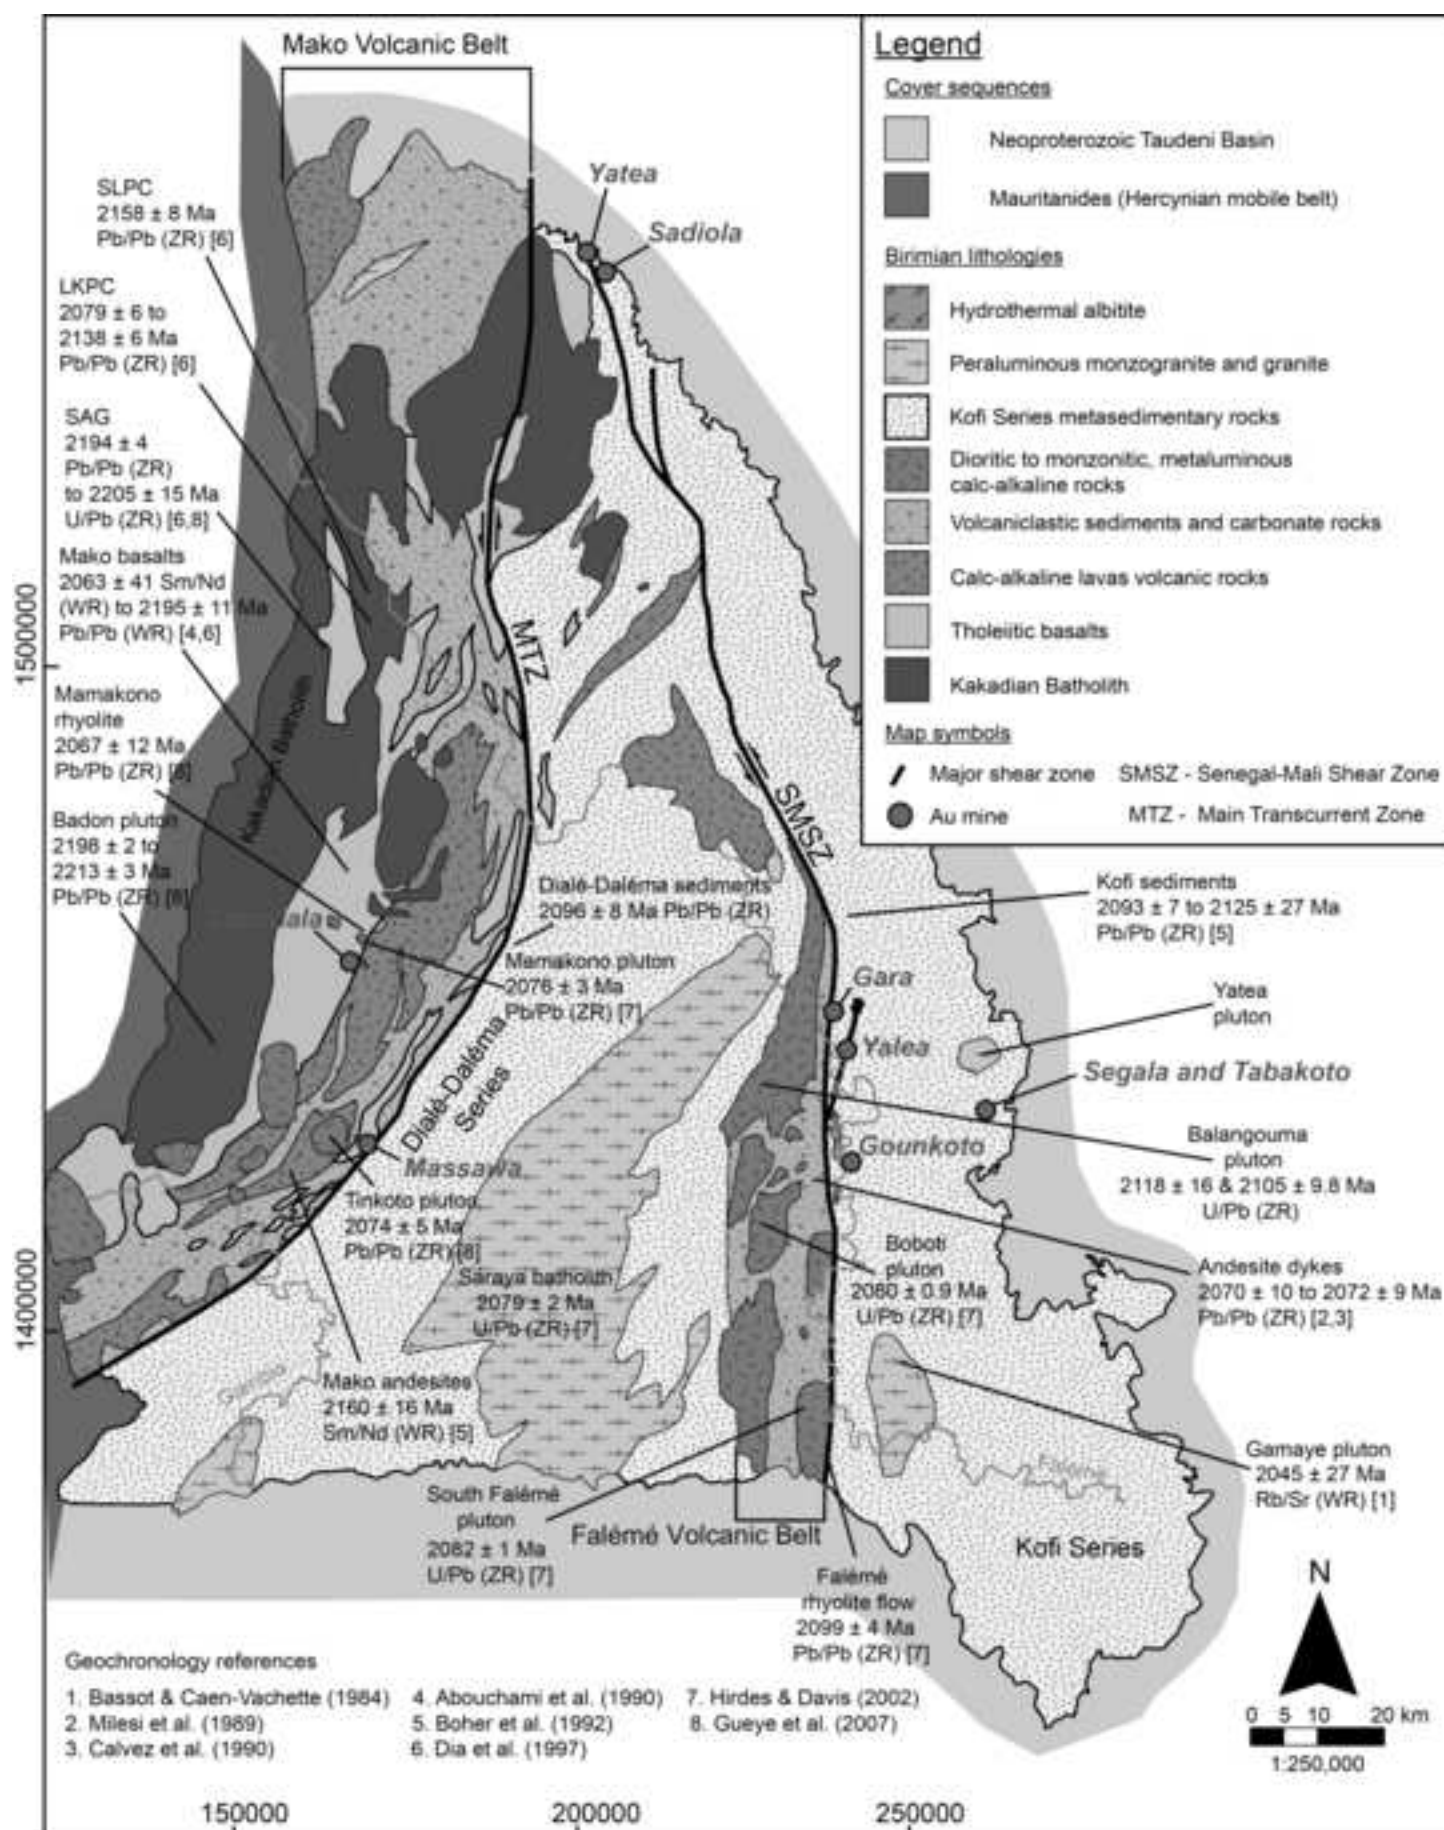 Mako Volcanic Belt
Legend
Cover sequences
Neoproterozoic Taudeni Basin
Mauritanides (Hercynian mobile belt)
Birimian lithologies
Hydrothermal albitite
Peraluminous monzogranite and granite
Kofi Series metasedimentary rocks
Dioritic to monzonitic, metaluminous
calc-alkaline rocks
Volcaniclastic sediments and carbonate rocks
Calc-alkaline lavas volcanic rocks
Tholeiitic basalts
Kakadian Batholith
Map symbols
Major shear zone
SMSZ - Senegal-Mali Shear Zone
Au mine
MTZ - Main Transcurrent Zone
Yatea
Sadiola
SLPC
2158 ± 8 Ma
Pb/Pb (ZR) [6]
LKPC
2079 ± 6 to
2138 ± 6 Ma
Pb/Pb (ZR) [6]
SAG
2194 ± 4
Pb/Pb (ZR)
to 2205 ± 15 Ma
U/Pb (ZR) [6,8]
Mako basalts
2063 ± 41 Sm/Nd
(WR) to 2195 ± 11 Ma
Pb/Pb (WR) [4,6]
Mamakono
rhyolite
2067 ± 12 Ma
Pb/Pb (ZR) [8]
Badon pluton
2198 ± 2 to
2213 ± 3 Ma
Pb/Pb (ZR) [6]
Kakadian Batholith
MTZ
SMSZ
Dialé-Daléma sediments
2096 ± 8 Ma Pb/Pb (ZR)
Mamakono pluton
2076 ± 3 Ma
Pb/Pb (ZR) [7]
Dialé-Daléma
Series
Massawa
Tinkoto pluton
2074 ± 5 Ma
Pb/Pb (ZR) [8]
Saraya batholith
2079 ± 2 Ma
U/Pb (ZR) [7]
Mako andesites
2160 ± 16 Ma
Sm/Nd (WR) [5]
Gambia
Kofi sediments
2093 ± 7 to 2125 ± 27 Ma
Pb/Pb (ZR) [5]
Gara
Yalea
Gounkoto
Yatea
pluton
Segala and Tabakoto
Balangouma
pluton
2118 ± 16 & 2105 ± 9.8 Ma
U/Pb (ZR)
Boboti
pluton
2080 ± 0.9 Ma
U/Pb (ZR) [7]
Andesite dykes
2070 ± 10 to 2072 ± 9 Ma
Pb/Pb (ZR) [2,3]
Gamaye pluton
2045 ± 27 Ma
Rb/Sr (WR) [1]
Falémé
Kofi Series
South Falémé
pluton
2082 ± 1 Ma
U/Pb (ZR) [7]
Falémé Volcanic Belt
Falémé
rhyolite flow
2099 ± 4 Ma
Pb/Pb (ZR) [7]
N
0 5 10 20 km
1:250,000
Geochronology references
1. Bassot & Caen-Vachette (1984)
2. Milesi et al. (1989)
3. Calvez et al. (1990)
4. Abouchami et al. (1990)
5. Boher et al. (1992)
6. Dia et al. (1997)
7. Hirdes & Davis (2002)
8. Gueye et al. (2007)
1500000
1400000
150000
200000
250000